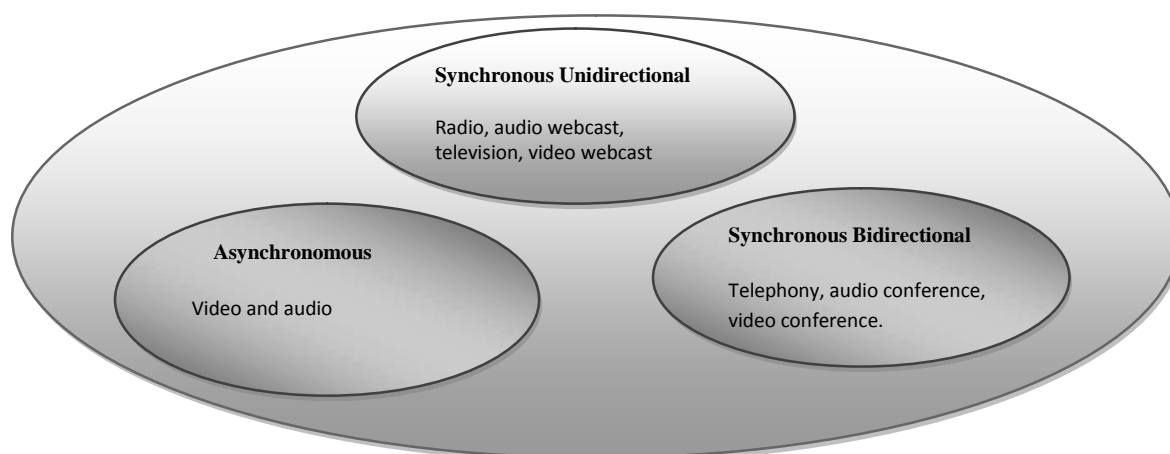 Synchronous Unidirectional
Radio, audio webcast,
television, video webcast
Asynchronomous
Video and audio
Synchronous Bidirectional
Telephony, audio conference,
video conference.